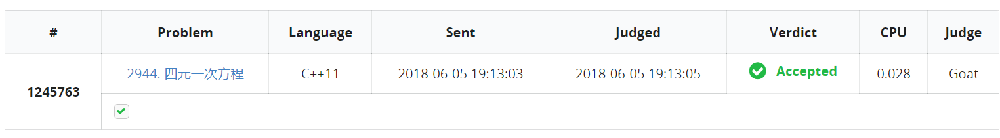 # Problem Language Sent Judged Verdict CPU Judge
1245763 2944. 四元一次方程 C++11 2018-06-05 19:13:03 2018-06-05 19:13:05 Accepted 0.028 Goat